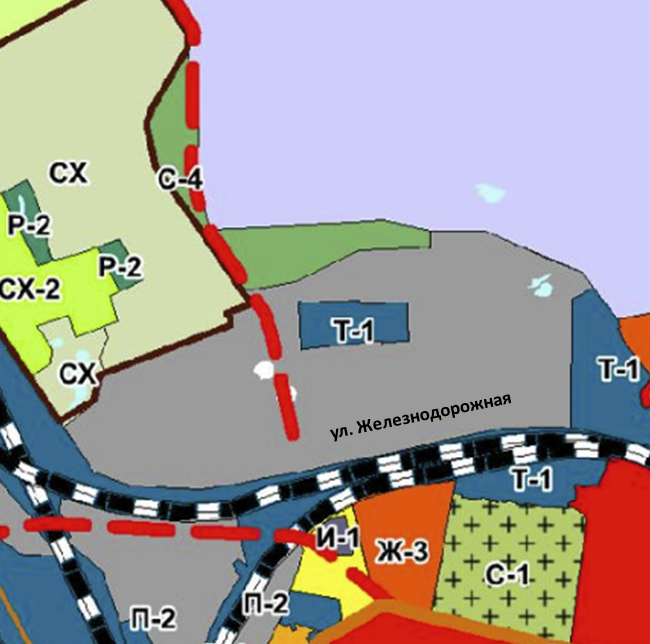 СХ
С-4
Р-2
Р-2
СХ-2
Т-1
СХ
Т-1
ул. Железнодорожная
Т-1
И-1
Ж-3
С-1
П-2
П-2